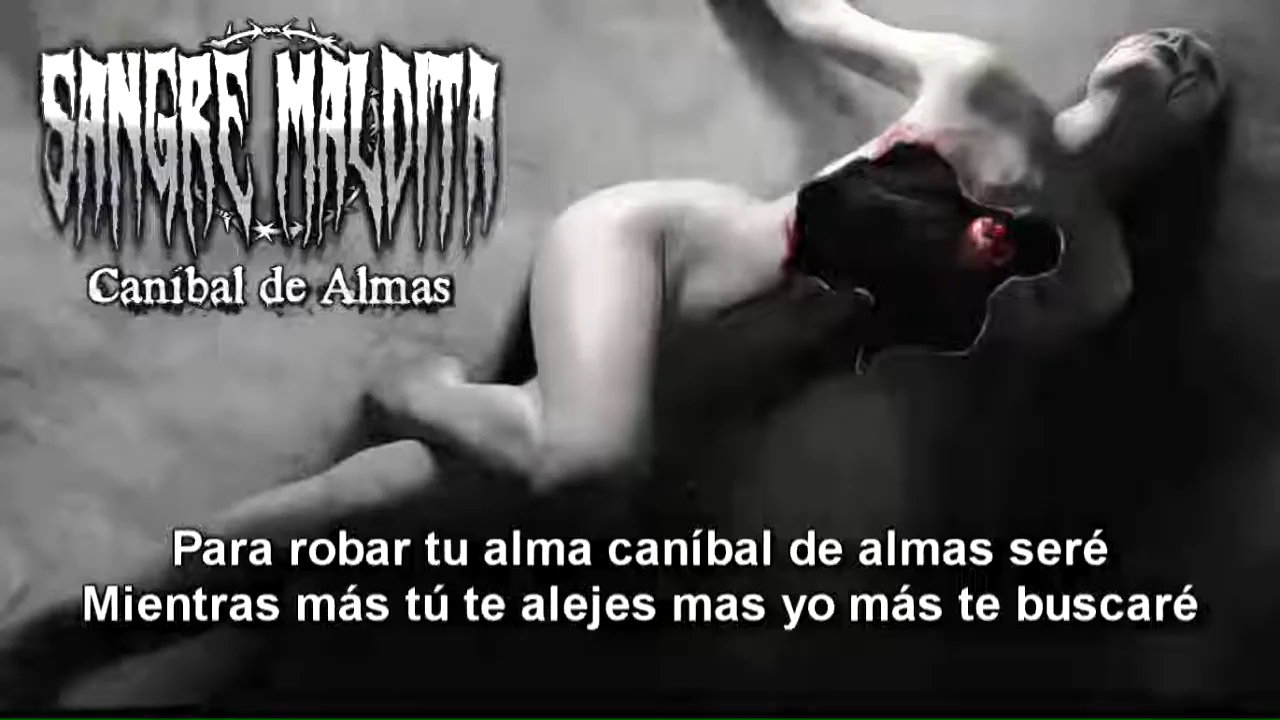 SANGRE MALDITA
Caníbal de Almas
Para robar tu alma caníbal de almas seré
Mientras más tú te alejes mas yo más te buscaré